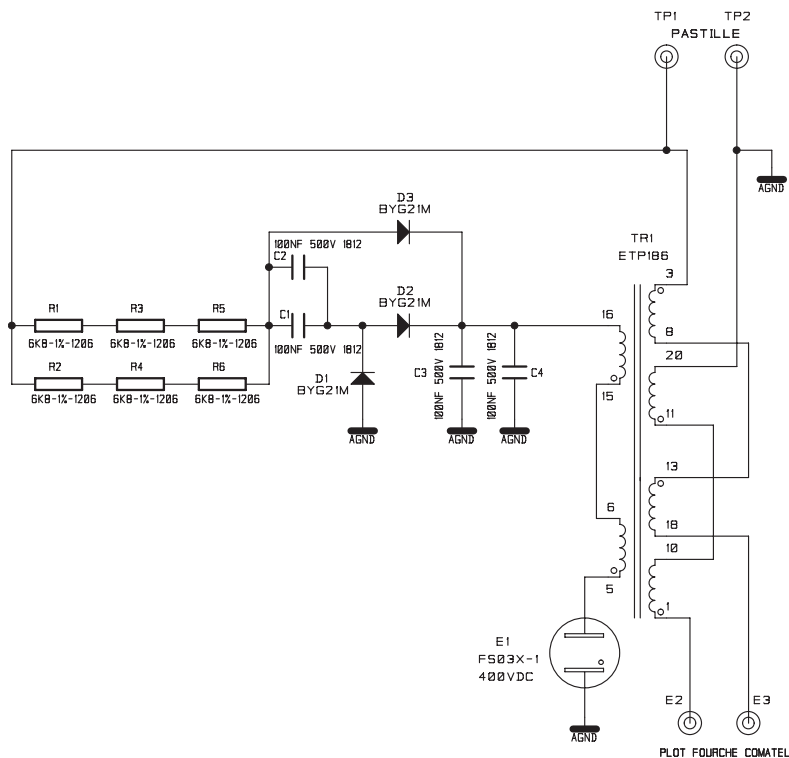 TP1 TP2
PASTILLE
AGND
D3
BYG21M
100NF 500V 1812
C2
TR1
ETP186
3
8
20
11
13
18
10
1
16
15
6
5
D2
BYG21M
R1 R3 R5
6K8-1%-1206 6K8-1%-1206 6K8-1%-1206
R2 R4 R6
6K8-1%-1206 6K8-1%-1206 6K8-1%-1206
C1
100NF 500V 1812
D1
BYG21M
C3
100NF 500V 1812
100NF 500V 1812
C4
AGND AGND AGND
E1
FS03X-1
400VDC
AGND
E2 E3
PLOT FOURCHE COMATEL